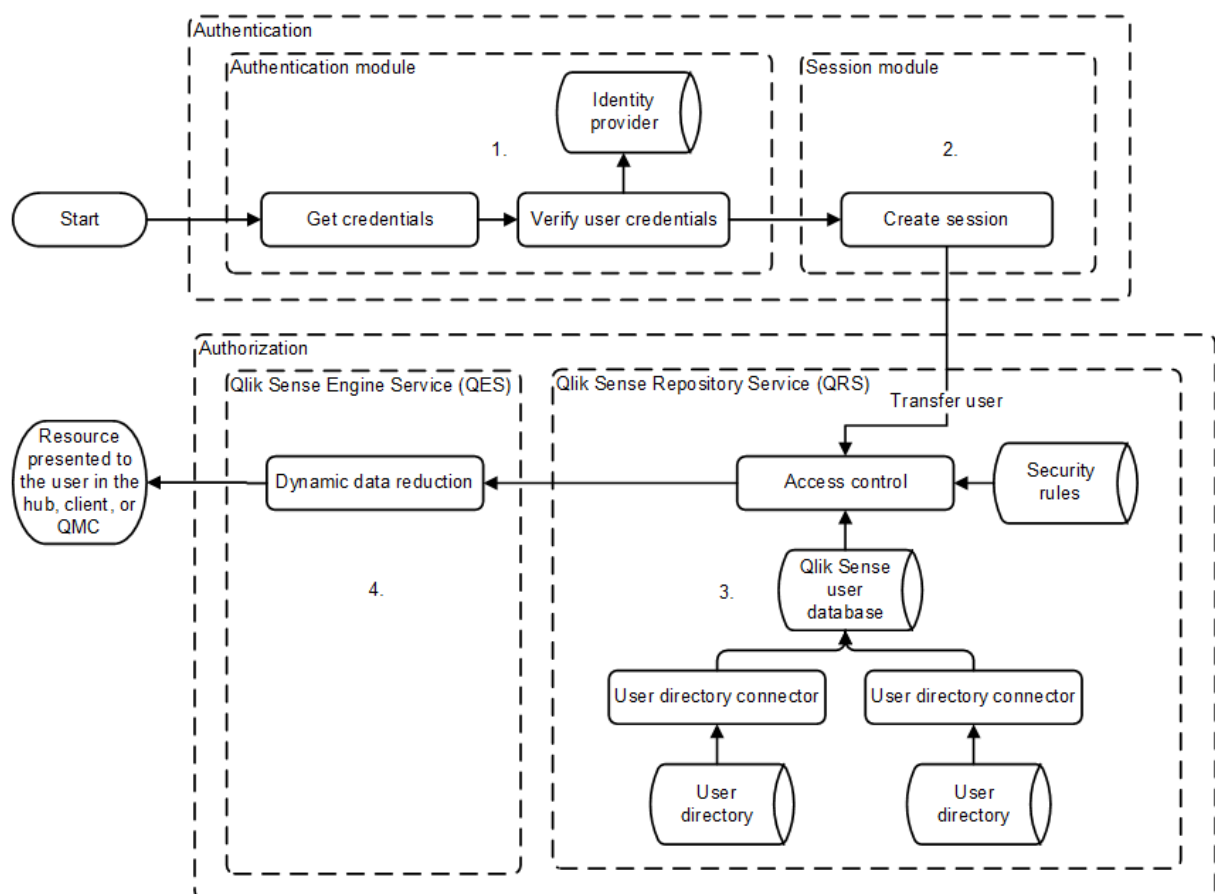 Authentication
Authentication module
Session module
Identity
provider
1.
2.
Start
Get credentials
Verify user credentials
Create session
Authorization
Qlik Sense Engine Service (QES)
Qlik Sense Repository Service (QRS)
Transfer user
Resource
presented to
the user in the
hub, client, or
QMC
Dynamic data reduction
Access control
Security
rules
4.
3.
Qlik Sense
user
database
User directory connector
User directory connector
User
directory
User
directory